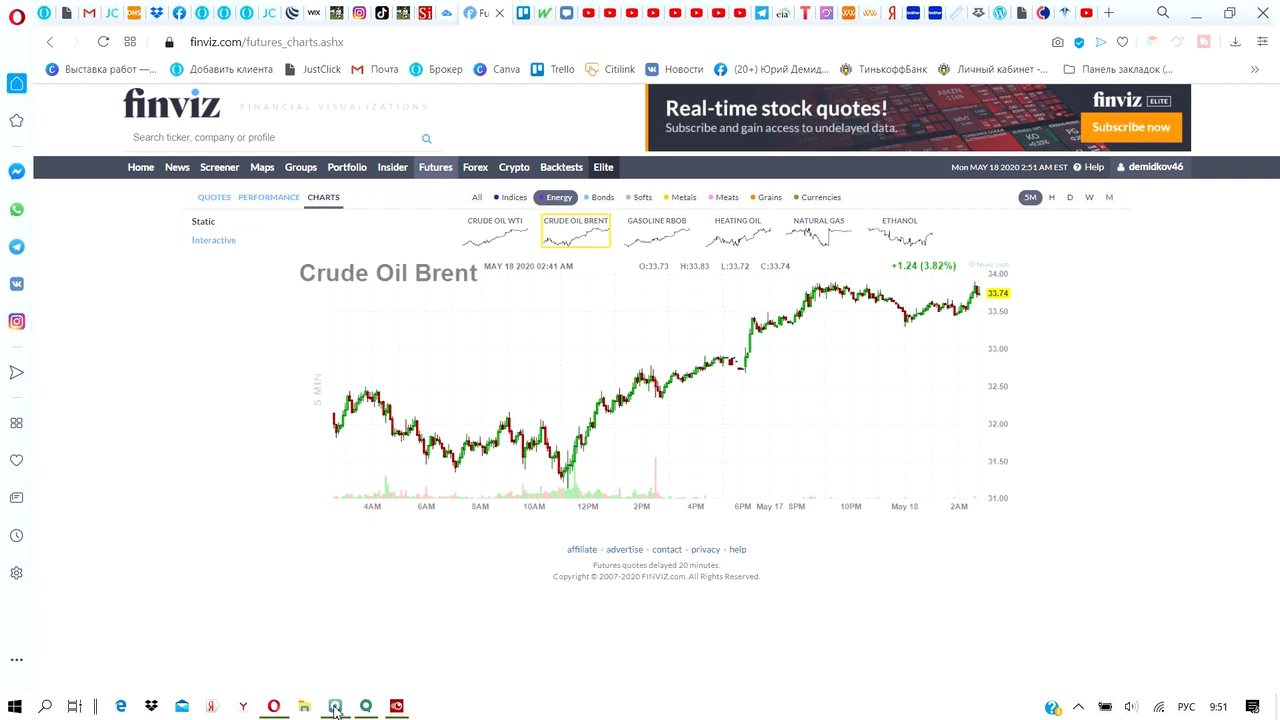 Fu
finviz.com/futures_charts.ashx
Выставка работ —... Добавить клиента JustClick Почта Брокер Canva Trello Citilink Новости (20+) Юрий Демид... ТинькоффБанк Личный кабинет -... Панель закладок (...
finviz FINANCIAL VISUALIZATIONS
Real-time stock quotes!
Subscribe and gain access to undelayed data.
finviz ELITE
Subscribe now
Search ticker, company or profile
Home News Screener Maps Groups Portfolio Insider Futures Forex Crypto Backtests Elite Mon MAY 18 2020 2:51 AM EST Help demidkov46
QUOTES PERFORMANCE CHARTS All Indices Energy Bonds Softs Metals Meats Grains Currencies 5M H D W M
Static
Interactive
CRUDE OIL WTI CRUDE OIL BRENT GASOLINE RBOB HEATING OIL NATURAL GAS ETHANOL
Crude Oil Brent MAY 18 2020 02:41 AM O:33.73 H:33.83 L:33.72 C:33.74 +1.24 (3.82%) © finviz.com
34.00
33.74
33.50
33.00
32.50
32.00
31.50
31.00
5 MIN
4AM 6AM 8AM 10AM 12PM 2PM 4PM 6PM May 17 8PM 10PM May 18 2AM
affiliate • advertise • contact • privacy • help
Futures quotes delayed 20 minutes.
Copyright © 2007-2020 FINVIZ.com. All Rights Reserved.
РУС 9:51